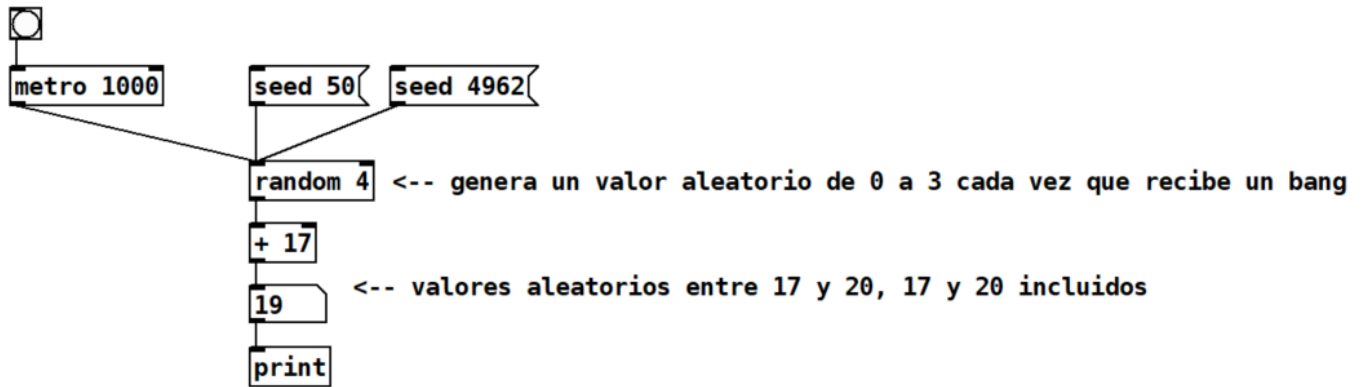 metro 1000 seed 50 seed 4962
random 4 <-- genera un valor aleatorio de 0 a 3 cada vez que recibe un bang
+ 17
<-- valores aleatorios entre 17 y 20, 17 y 20 incluidos
19
print